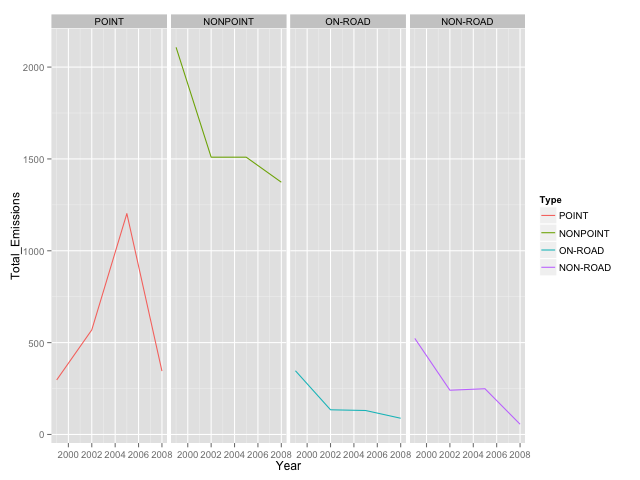 POINT NONPOINT ON-ROAD NON-ROAD
2000
1500
1000
500
0
Total_Emissions
2000 2002 2004 2006 2008 2000 2002 2004 2006 2008 2000 2002 2004 2006 2008 2000 2002 2004 2006 2008
Year
Type
POINT
NONPOINT
ON-ROAD
NON-ROAD